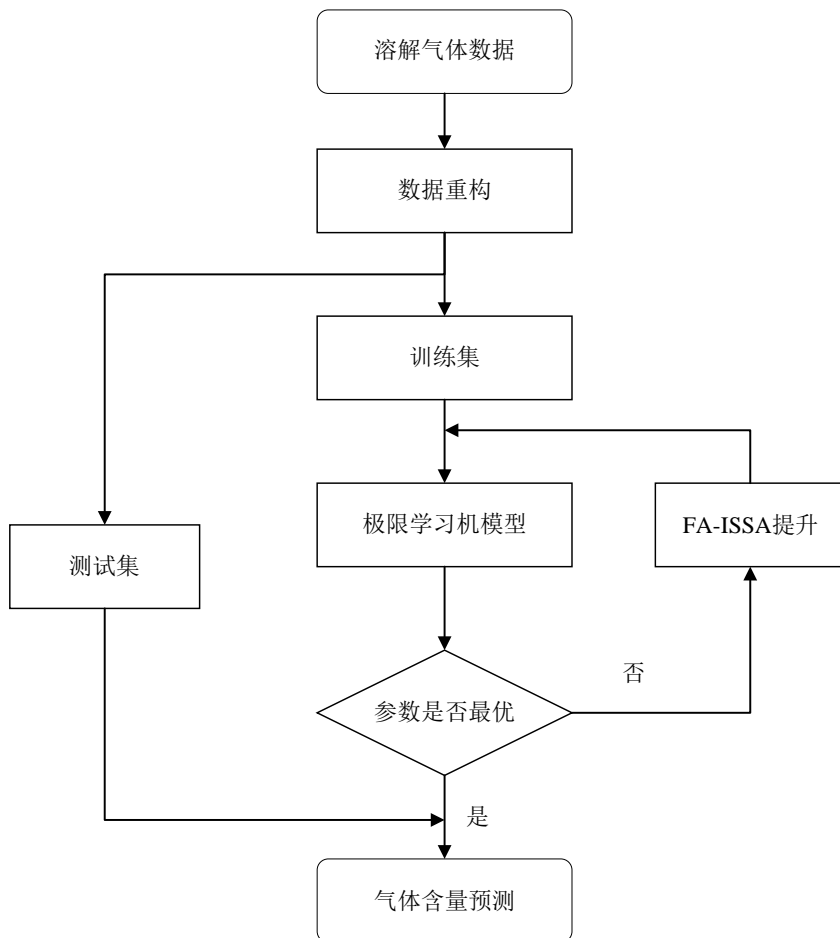 溶解气体数据
数据重构
训练集
极限学习机模型
FA-ISSA提升
测试集
否
参数是否最优
是
气体含量预测